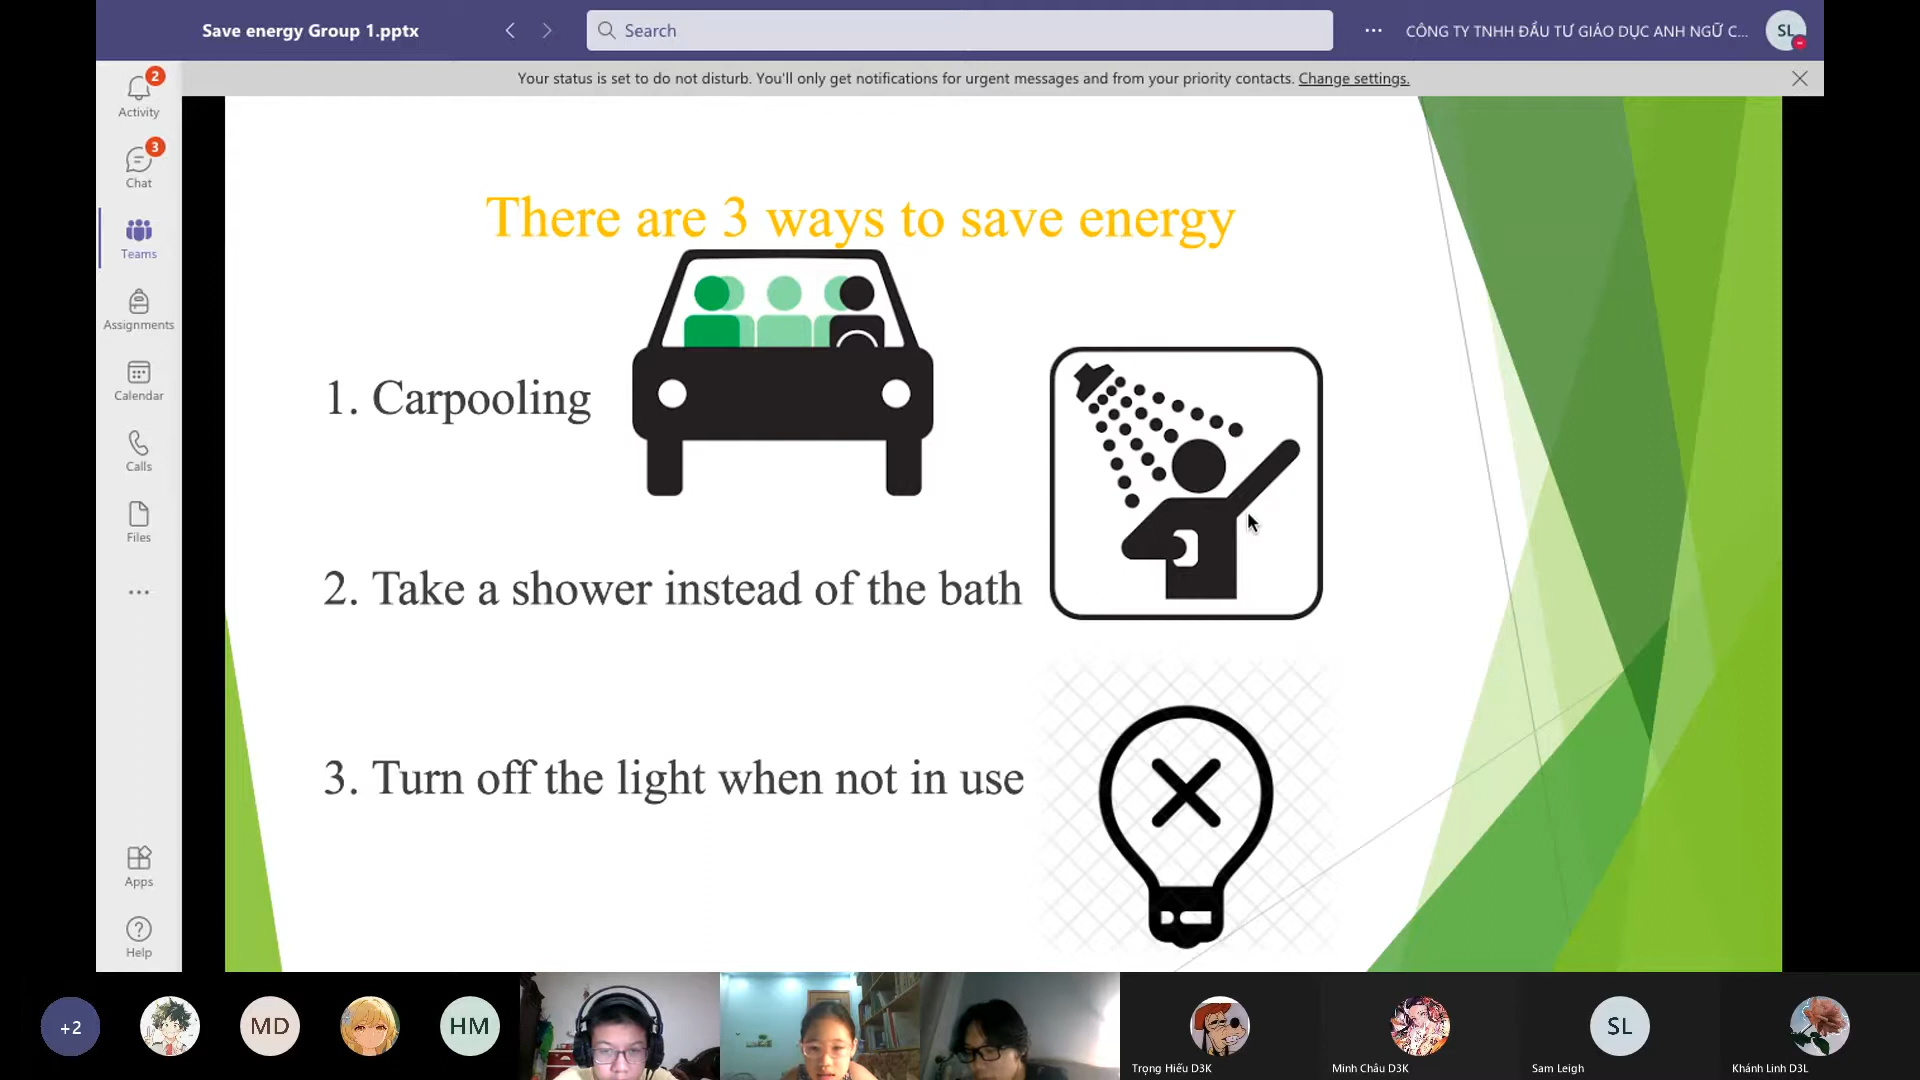 Save energy Group 1.pptx
Search
CÔNG TY TNHH ĐẦU TƯ GIÁO DỤC ANH NGỮ C...
SL
Your status is set to do not disturb. You'll only get notifications for urgent messages and from your priority contacts. Change settings.
2
Activity
3
Chat
Teams
Assignments
Calendar
Calls
Files
Apps
Help
There are 3 ways to save energy
1. Carpooling
2. Take a shower instead of the bath
3. Turn off the light when not in use
+2
MD
HM
SL
Trọng Hiếu D3K
Minh Châu D3K
Sam Leigh
Khánh Linh D3L